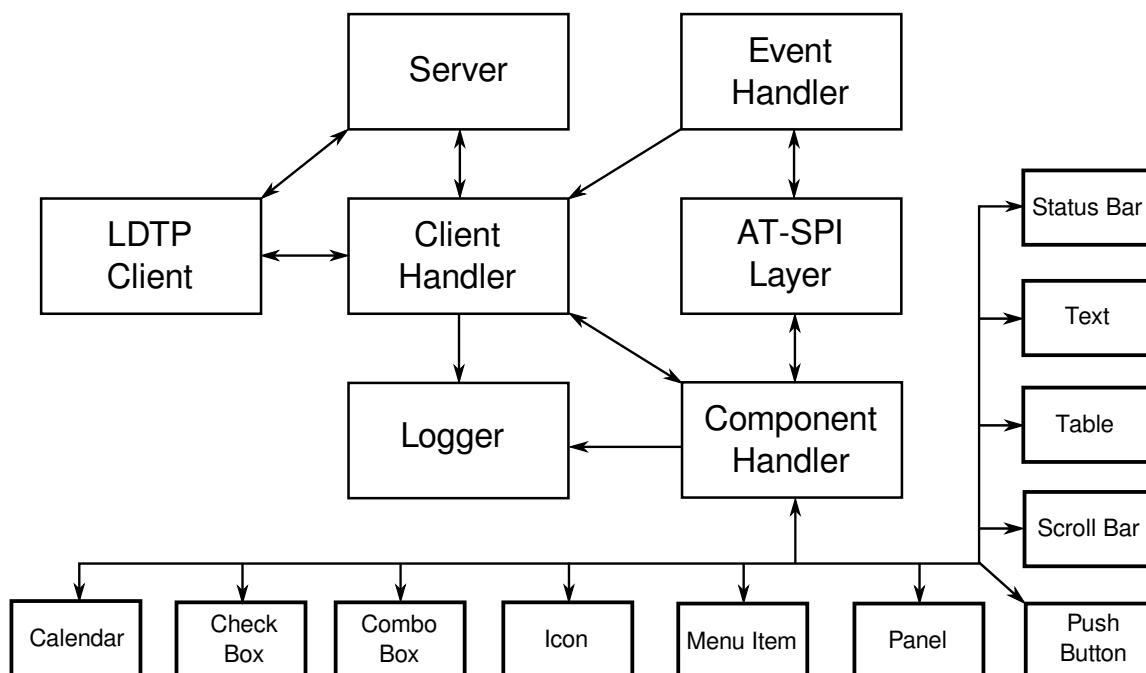 Server
Event
Handler
LDTP
Client
Client
Handler
AT-SPI
Layer
Status Bar
Text
Logger
Component
Handler
Table
Scroll Bar
Calendar
Check
Box
Combo
Box
Icon
Menu Item
Panel
Push
Button